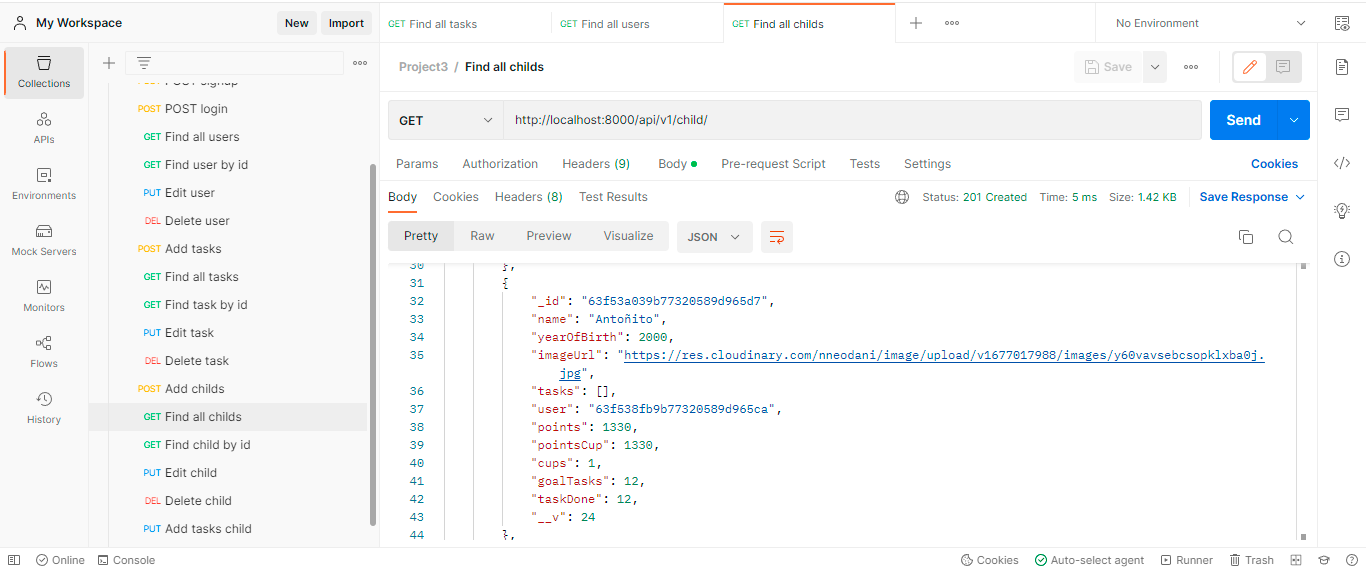 My Workspace
New
Import
GET Find all tasks
GET Find all users
GET Find all childs
No Environment
Collections
APIs
Environments
Mock Servers
Monitors
Flows
History
POST signup
POST POST login
GET Find all users
GET Find user by id
PUT Edit user
DEL Delete user
POST Add tasks
GET Find all tasks
GET Find task by id
PUT Edit task
DEL Delete task
POST Add childs
GET Find all childs
GET Find child by id
PUT Edit child
DEL Delete child
PUT Add tasks child
Project3 / Find all childs
Save
GET
http://localhost:8000/api/v1/child/
Send
Params
Authorization
Headers (9)
Body
Pre-request Script
Tests
Settings
Cookies
Body
Cookies
Headers (8)
Test Results
Status: 201 Created
Time: 5 ms
Size: 1.42 KB
Save Response
Pretty
Raw
Preview
Visualize
JSON
30 },
31 {
32 "_id": "63f53a039b77320589d965d7",
33 "name": "Antoñito",
34 "yearOfBirth": 2000,
35 "imageUrl": "https://res.cloudinary.com/nneodani/image/upload/v1677017988/images/y60vavsebcsopklxba0j.
jpg",
36 "tasks": [],
37 "user": "63f538fb9b77320589d965ca",
38 "points": 1330,
39 "pointsCup": 1330,
40 "cups": 1,
41 "goalTasks": 12,
42 "taskDone": 12,
43 "__v": 24
44 },
Online
Console
Cookies
Auto-select agent
Runner
Trash